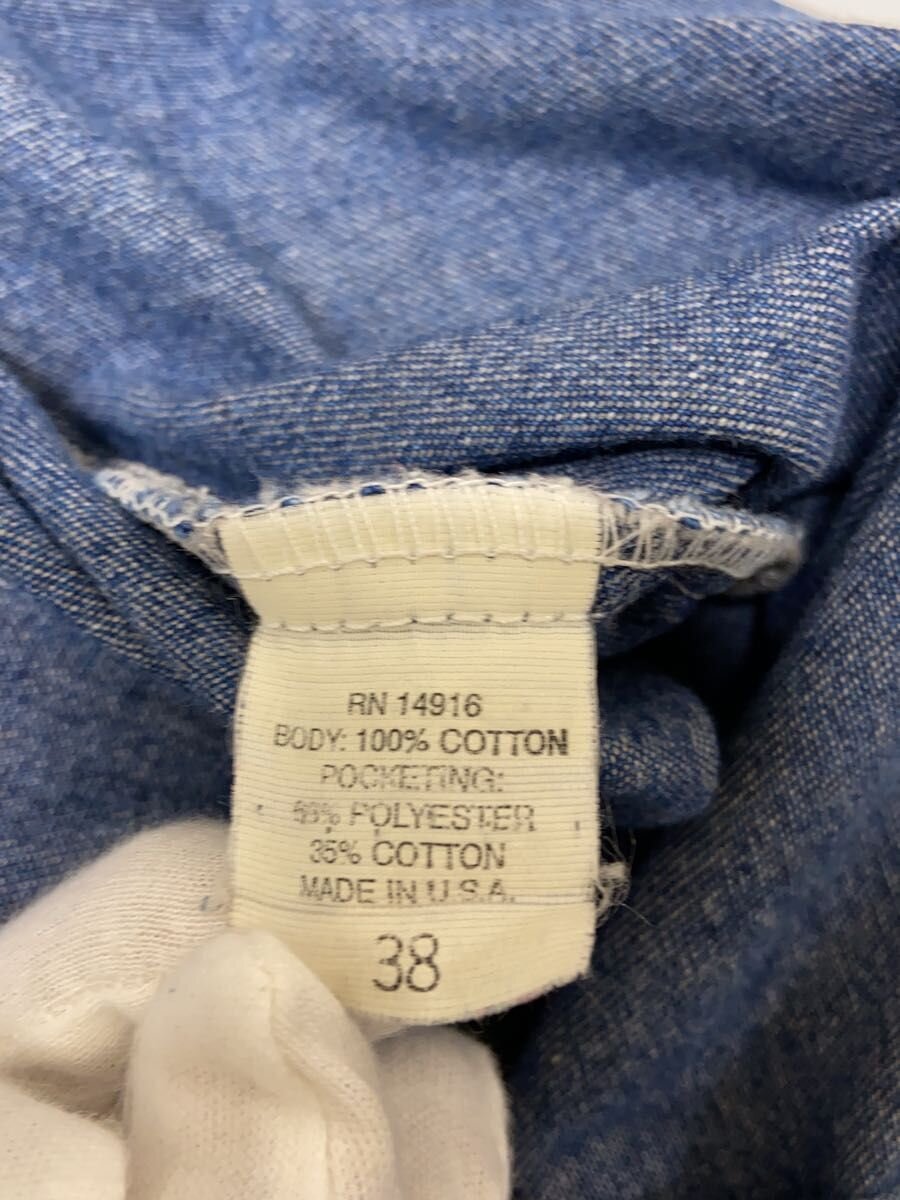 RN 14916
BODY: 100% COTTON
POCKETING:
65% POLYESTER
35% COTTON
MADE IN U.S.A.
38